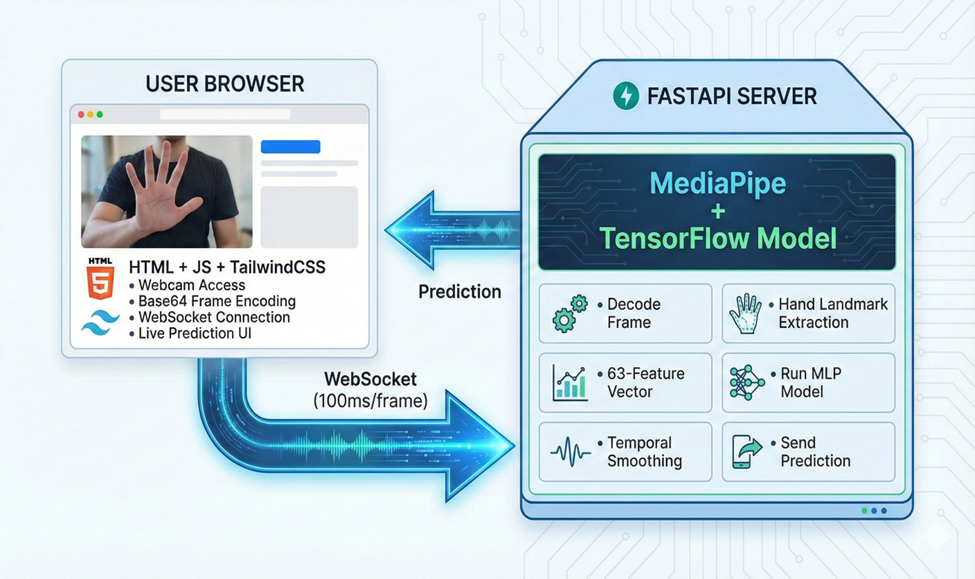 USER BROWSER
HTML
5
HTML + JS + TailwindCSS
• Webcam Access
• Base64 Frame Encoding
• WebSocket Connection
• Live Prediction UI
Prediction
WebSocket
(100ms/frame)
FASTAPI SERVER
MediaPipe
+
TensorFlow Model
• Decode
Frame
• Hand Landmark
Extraction
• 63-Feature
Vector
• Run MLP
Model
• Temporal
Smoothing
• Send
Prediction